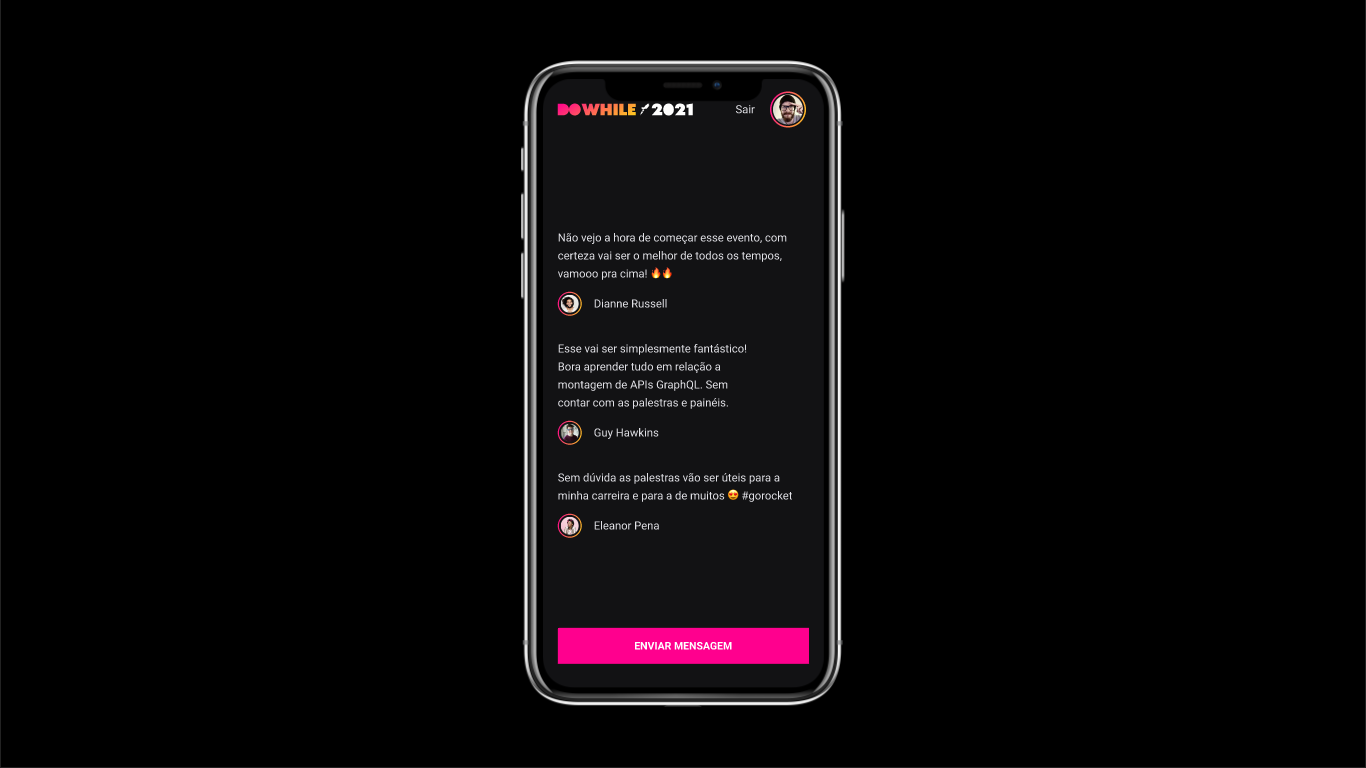 DOWHILE 2021
Sair
Não vejo a hora de começar esse evento, com
certeza vai ser o melhor de todos os tempos,
vamooo pra cima! 🔥🔥
Dianne Russell
Esse vai ser simplesmente fantástico!
Bora aprender tudo em relação a
montagem de APIs GraphQL. Sem
contar com as palestras e painéis.
Guy Hawkins
Sem dúvida as palestras vão ser úteis para a
minha carreira e para a de muitos 😍 #gorocket
Eleanor Pena
ENVIAR MENSAGEM